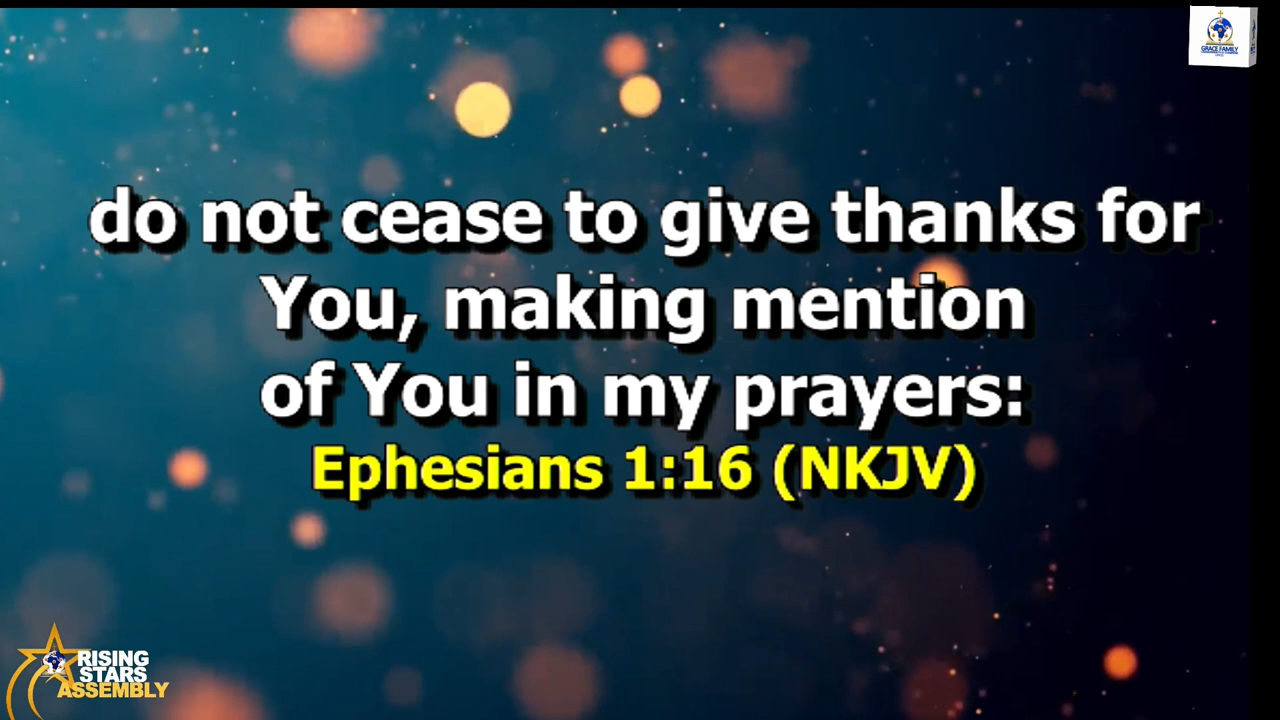 GRACE FAMILY
do not cease to give thanks for
You, making mention
of You in my prayers:
Ephesians 1:16 (NKJV)
RISING
STARS
ASSEMBLY